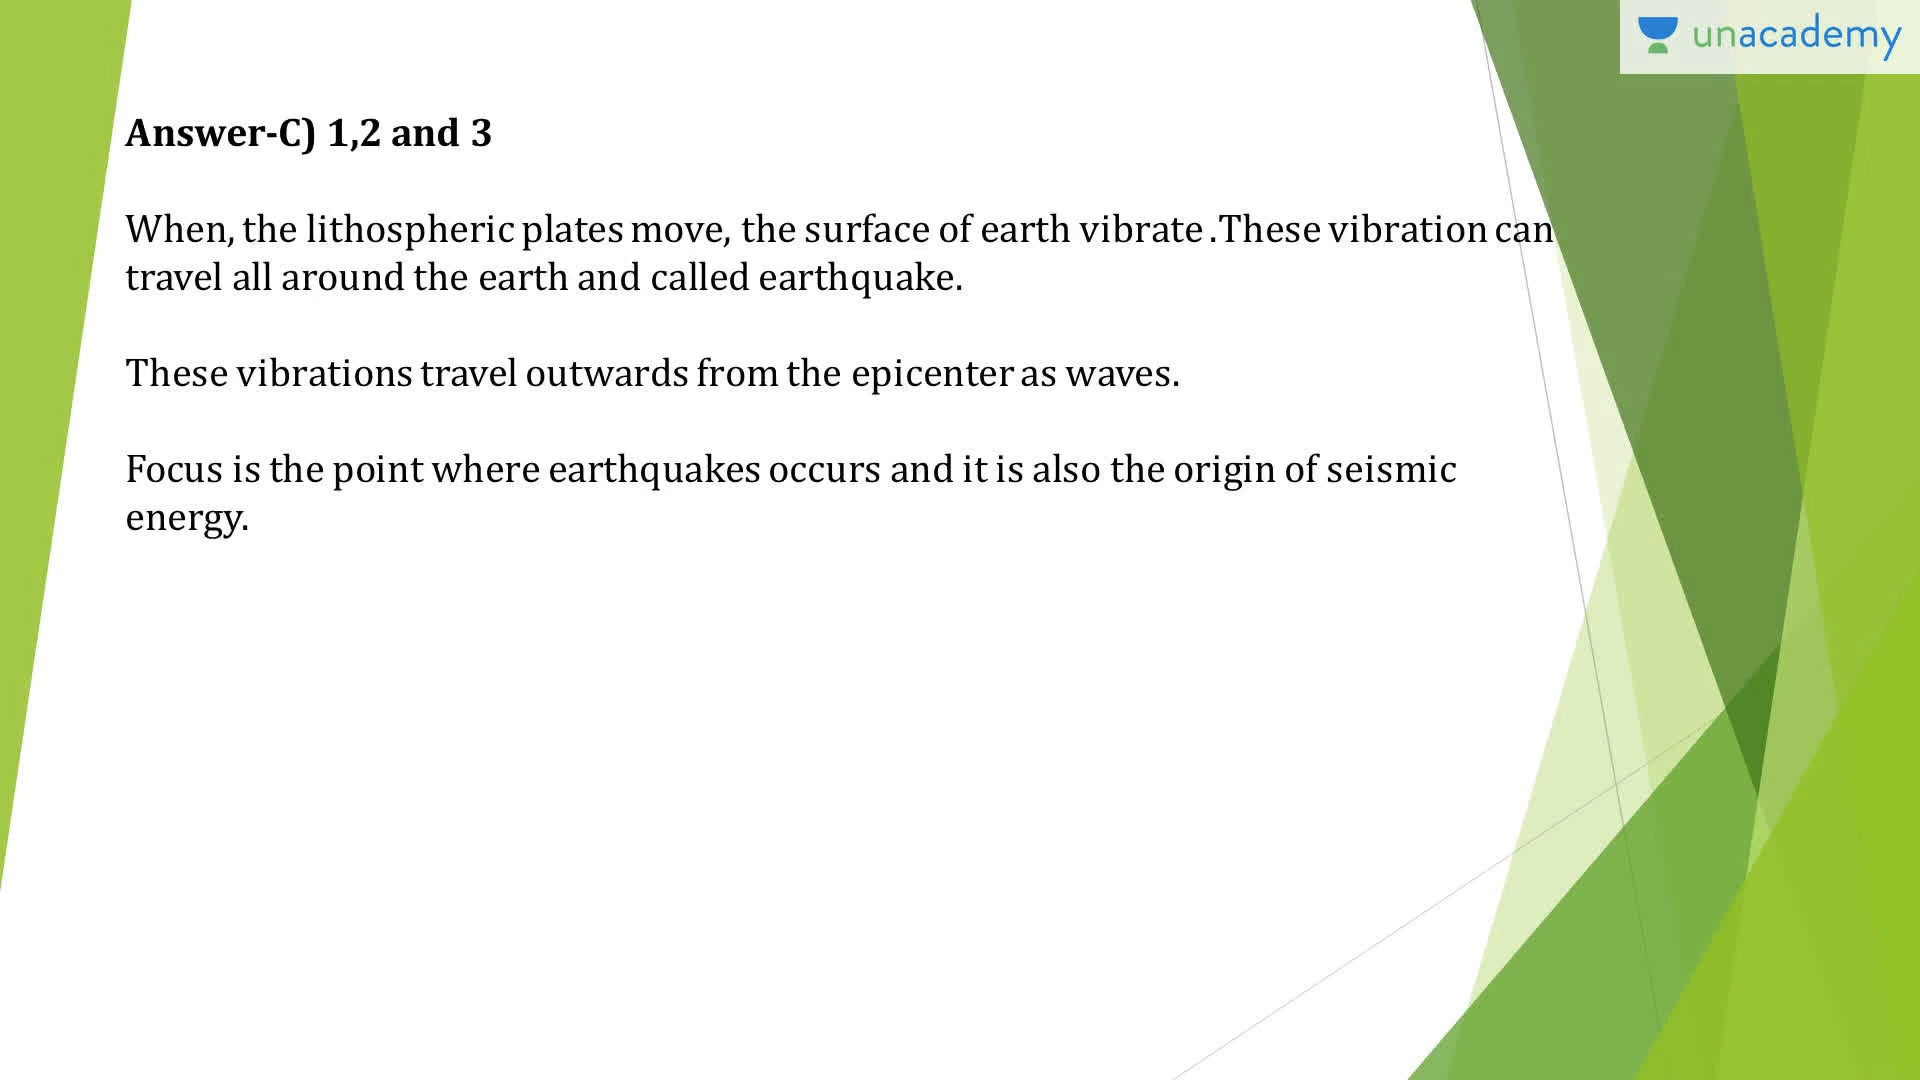 unacademy
Answer-C) 1,2 and 3
When, the lithospheric plates move, the surface of earth vibrate .These vibration can
travel all around the earth and called earthquake.
These vibrations travel outwards from the epicenter as waves.
Focus is the point where earthquakes occurs and it is also the origin of seismic
energy.